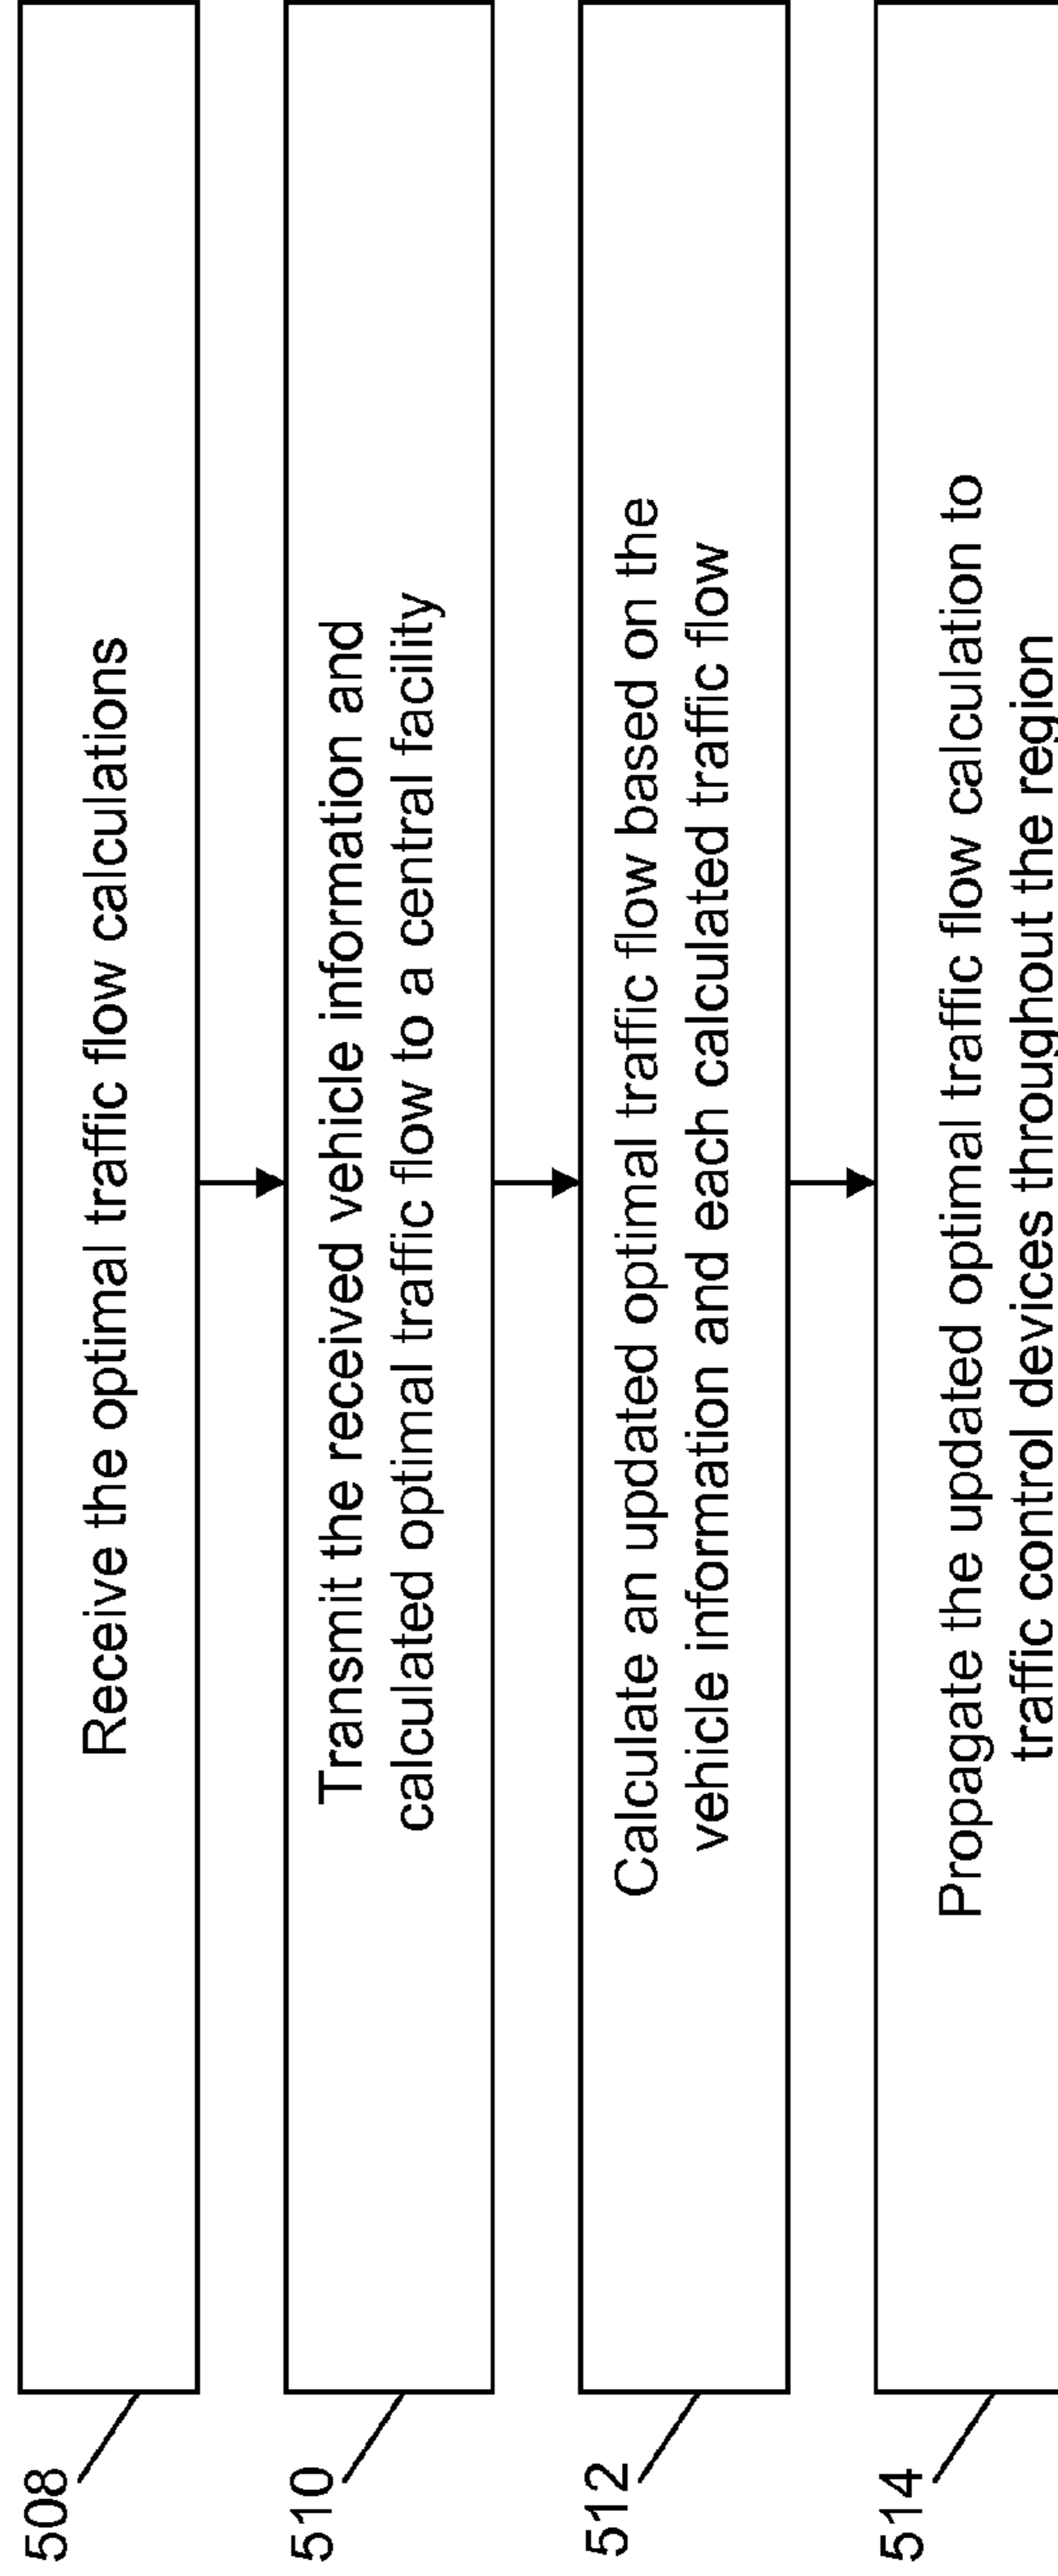 508
Receive the optimal traffic flow calculations
510
Transmit the received vehicle information and
calculated optimal traffic flow to a central facility
512
Calculate an updated optimal traffic flow based on the
vehicle information and each calculated traffic flow
514
Propagate the updated optimal traffic flow calculation to
traffic control devices throughout the region